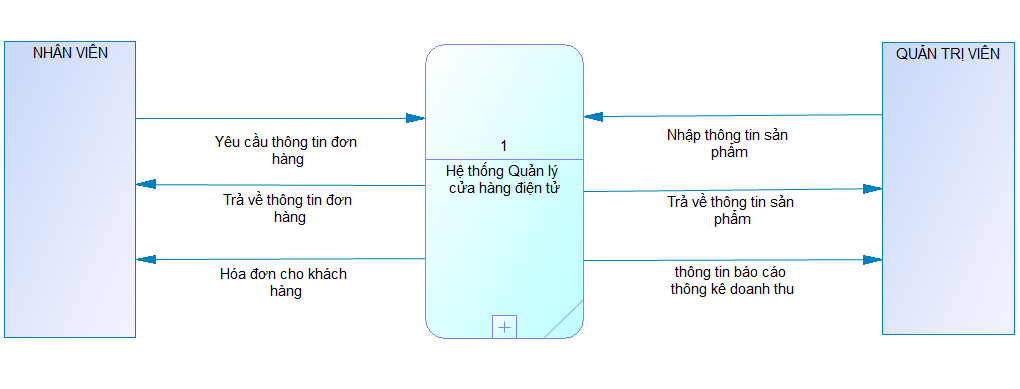 NHÂN VIÊN
Yêu cầu thông tin đơn
hàng
Trả về thông tin đơn
hàng
Hóa đơn cho khách
hàng
1
Hệ thống Quản lý
cửa hàng điện tử
QUẢN TRỊ VIÊN
Nhập thông tin sản
phẩm
Trả về thông tin sản
phẩm
thông tin báo cáo
thông kê doanh thu